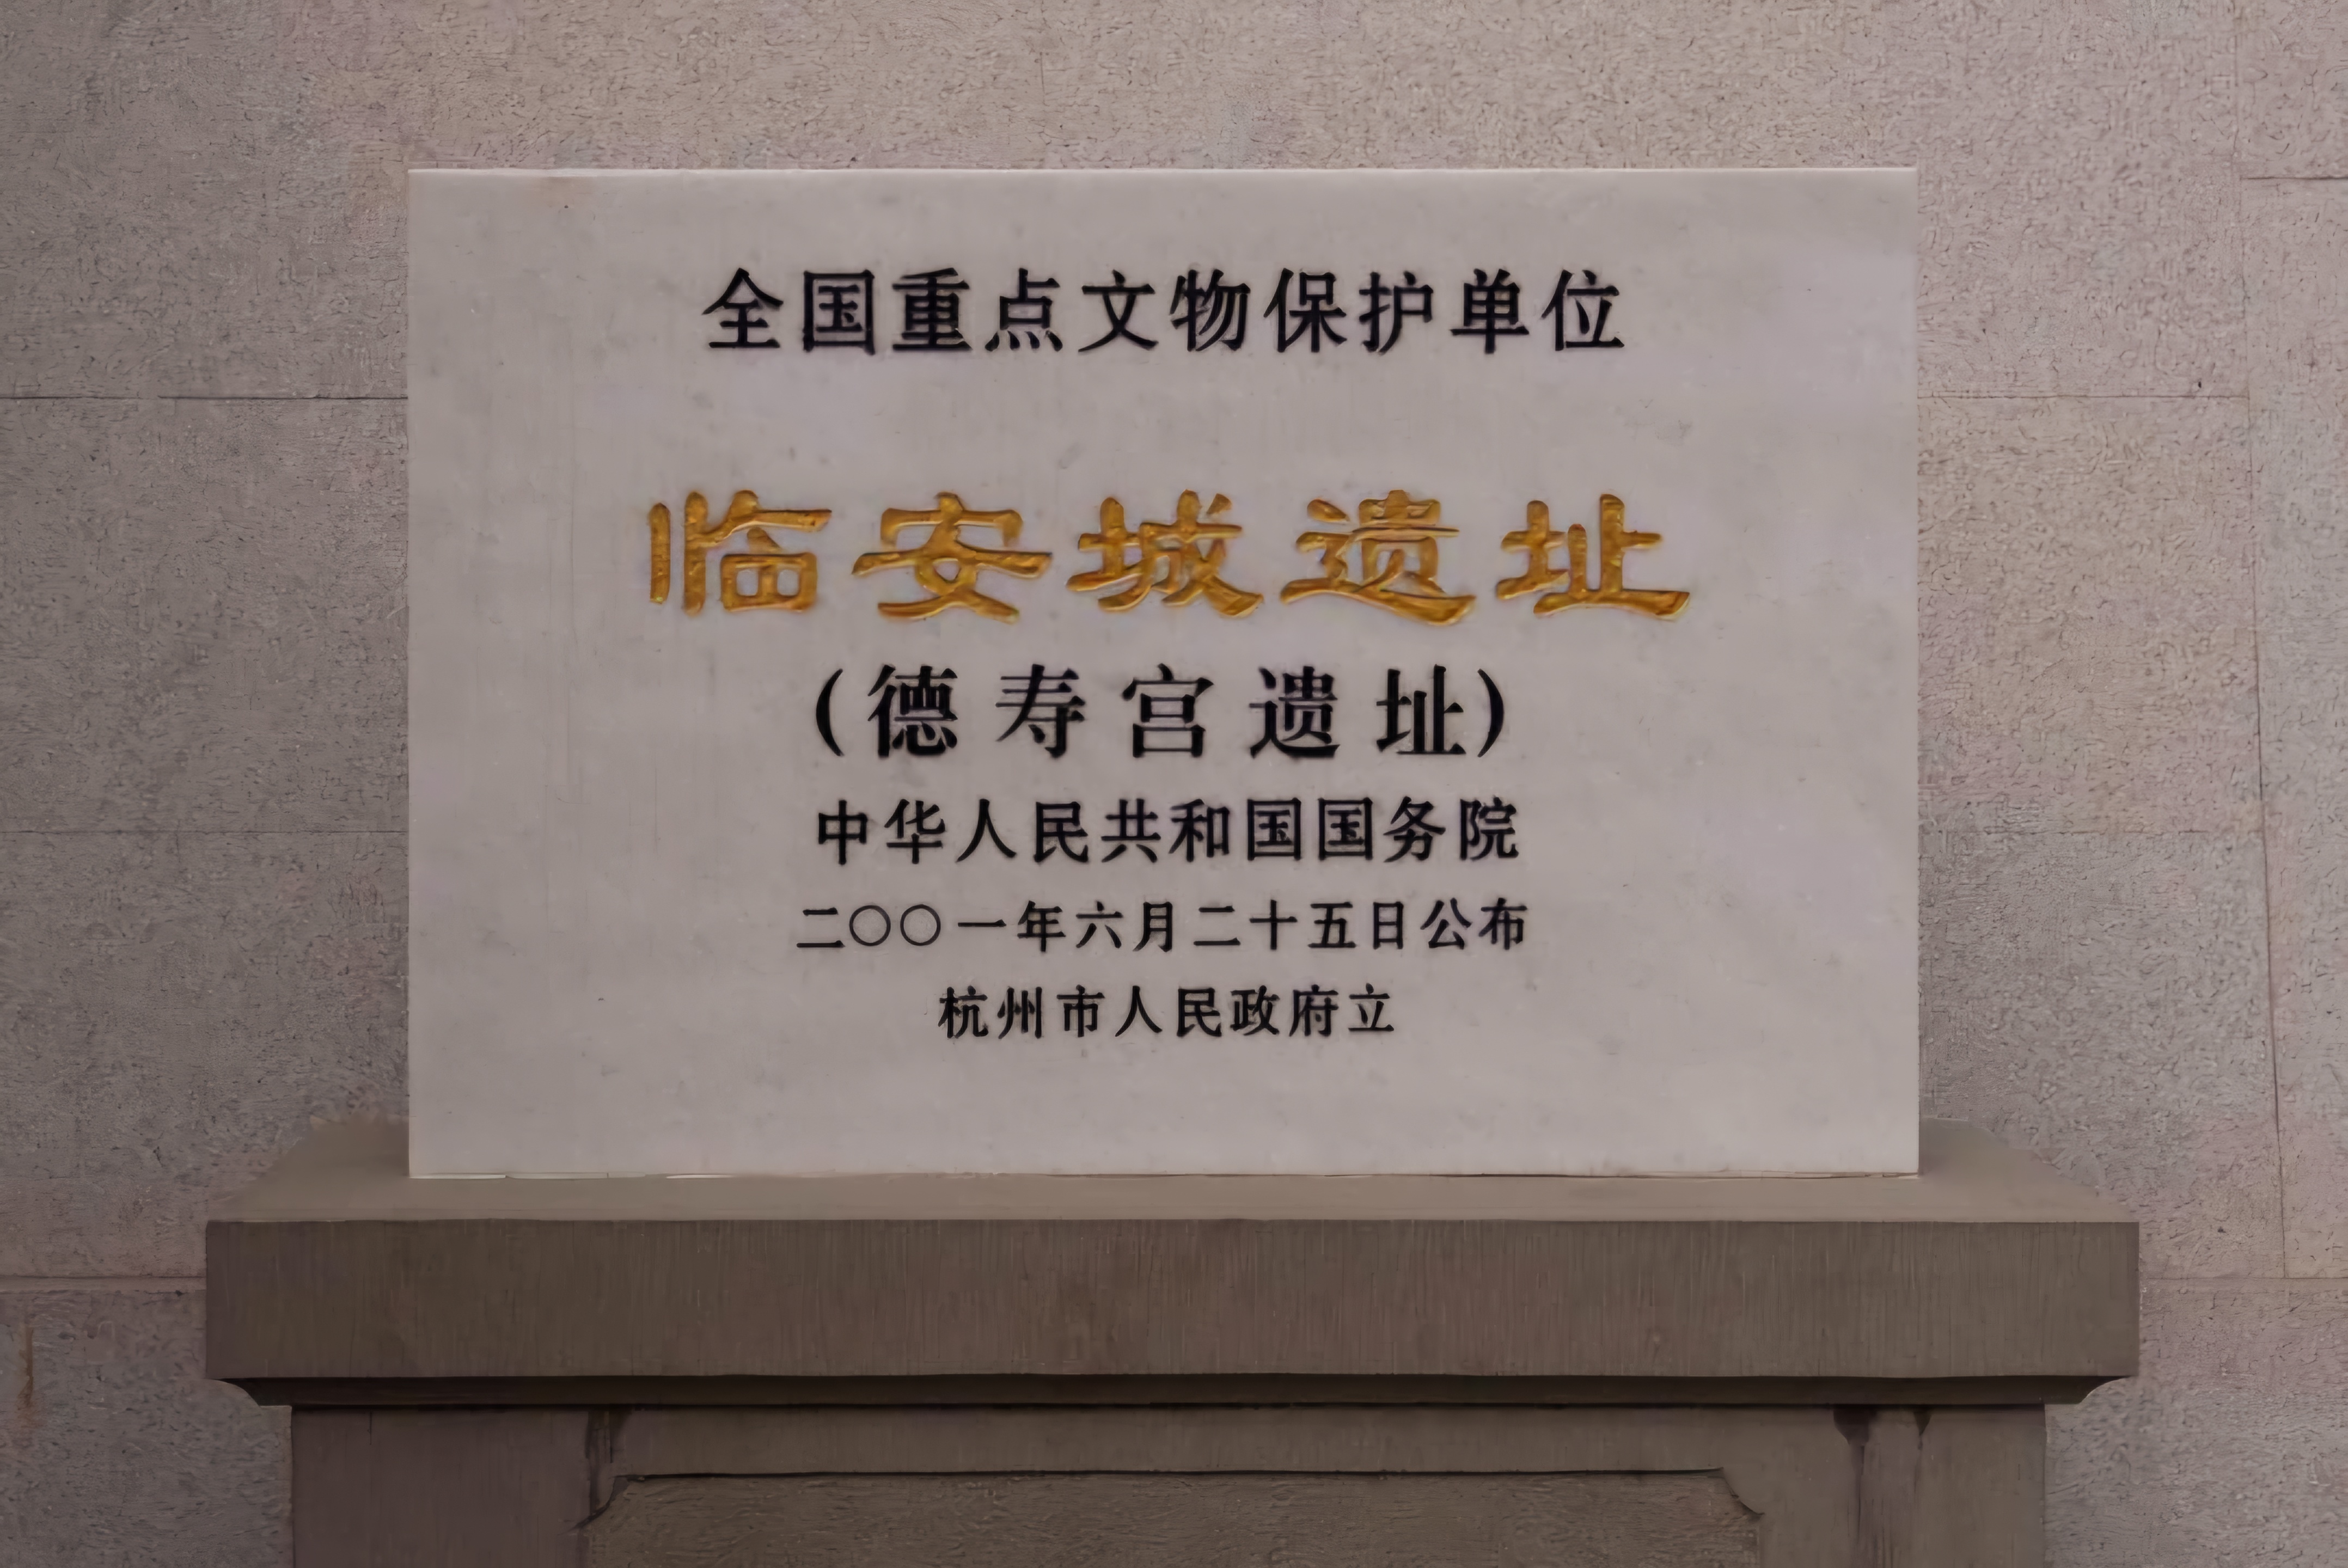 全国重点文物保护单位
临安城遗址
(德寿宫遗址)
中华人民共和国国务院
二〇〇一年六月二十五日公布
杭州市人民政府立